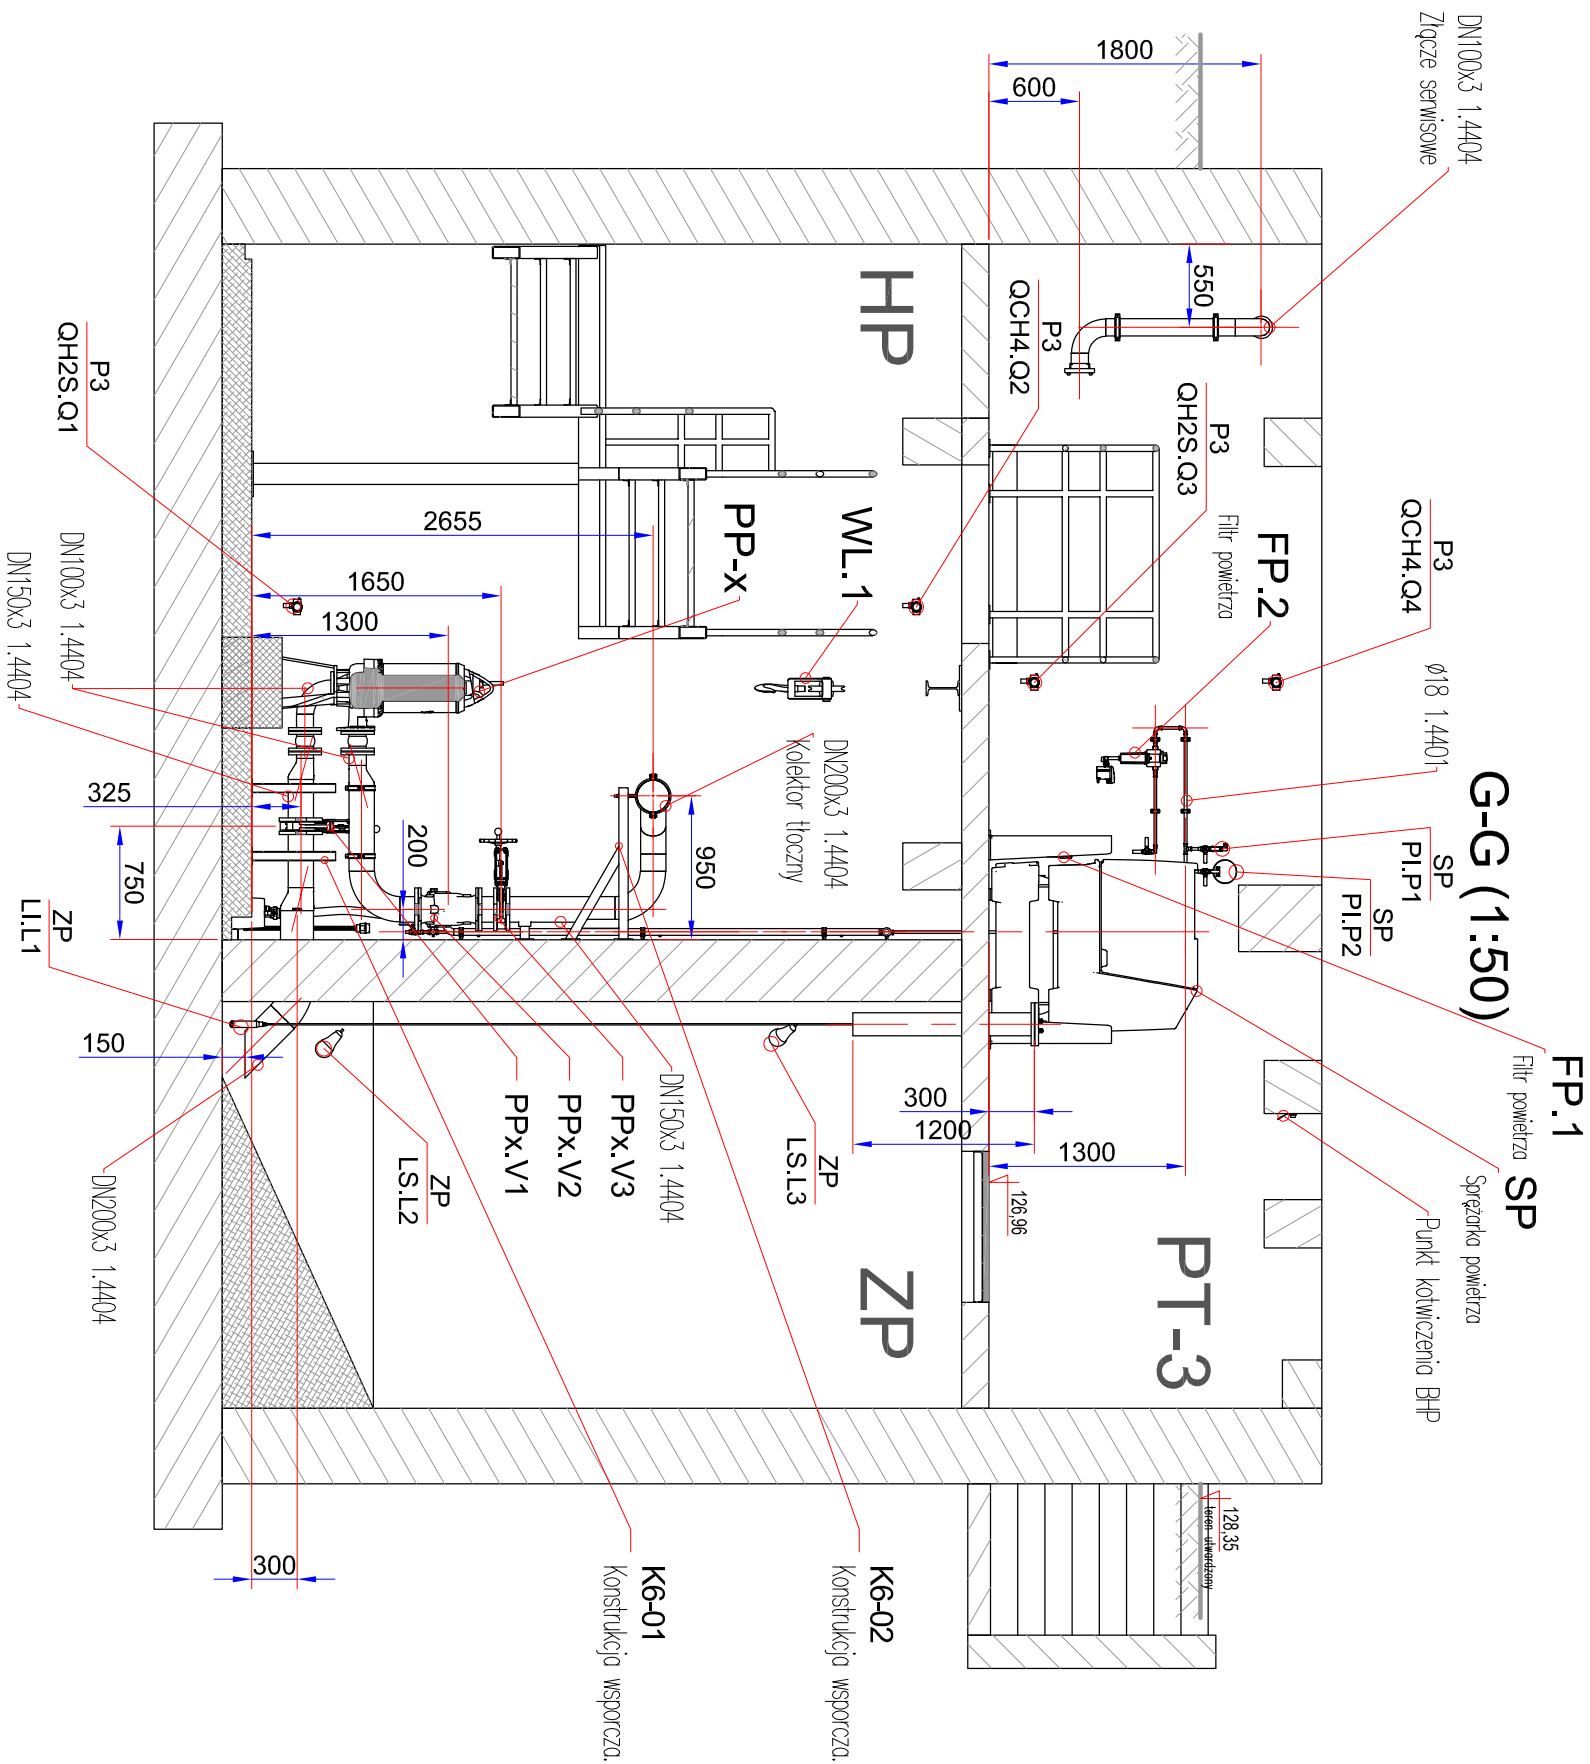 G-G (1:50)
DN100x3 1.4404
Złącze serwisowe
1800
600
550
P3
QCH4.Q4
P3
QH2S.Q3
P3
QCH4.Q2
FP.2
Filtr powietrza
Ø18 1.4401
SP
PI.P1
SP
PI.P2
FP.1
Filtr powietrza
SP
Sprężarka powietrza
Punkt kotwiczenia BHP
PT-3
1300
300
1200
126,96
128,35
teren utwardzony
HP
WL.1
PP-x
DN200x3 1.4404
Kolektor tłoczny
950
2655
1650
1300
P3
QH2S.Q1
DN100x3 1.4404
DN150x3 1.4404
325
750
200
ZP
LI.L1
150
ZP
ZP
LS.L3
ZP
LS.L2
DN150x3 1.4404
PPx.V3
PPx.V2
PPx.V1
DN200x3 1.4404
300
K6-02
Konstrukcja wsporcza.
K6-01
Konstrukcja wsporcza.